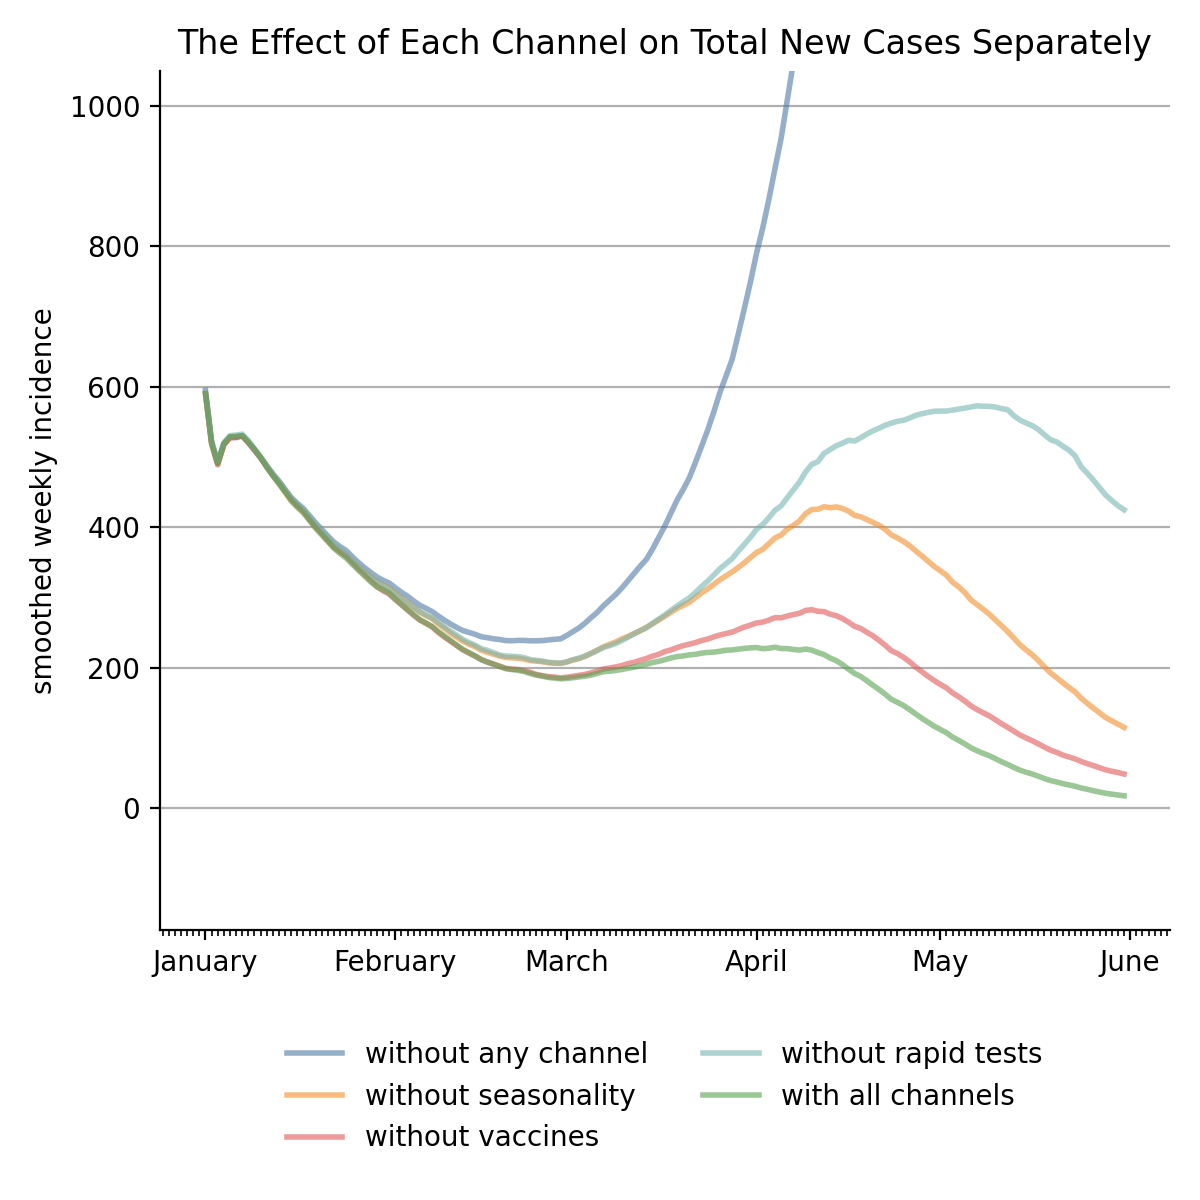 The Effect of Each Channel on Total New Cases Separately
smoothed weekly incidence
1000
800
600
400
200
0
January February March April May June
without any channel
without seasonality
without vaccines
without rapid tests
with all channels